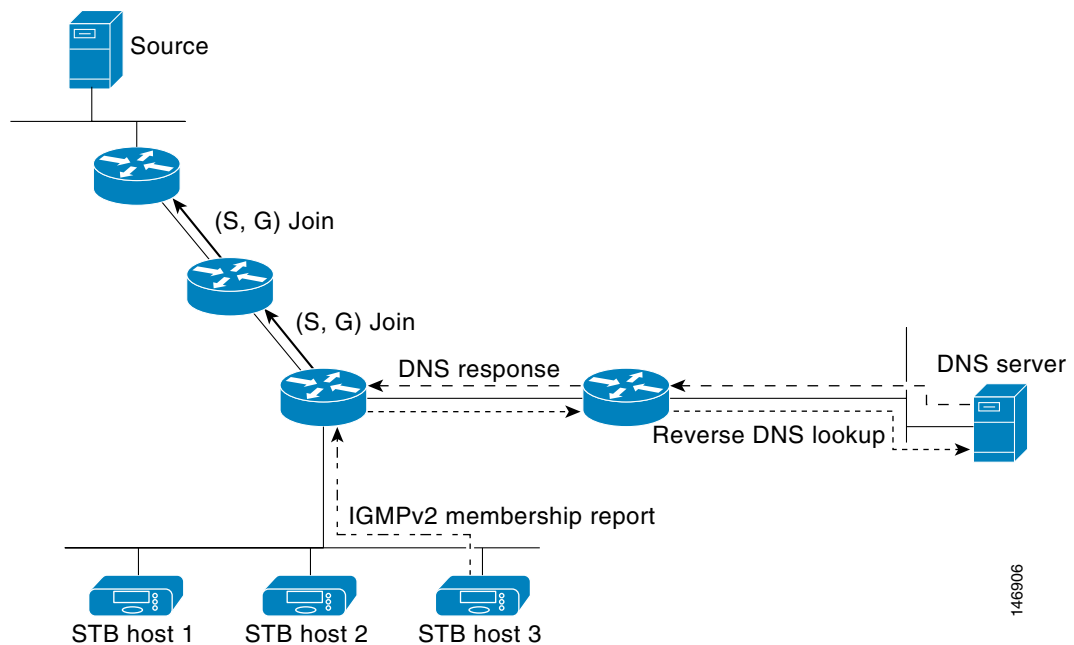 Source
(S, G) Join
(S, G) Join
DNS response
DNS server
Reverse DNS lookup
IGMPv2 membership report
STB host 1
STB host 2
STB host 3
146906